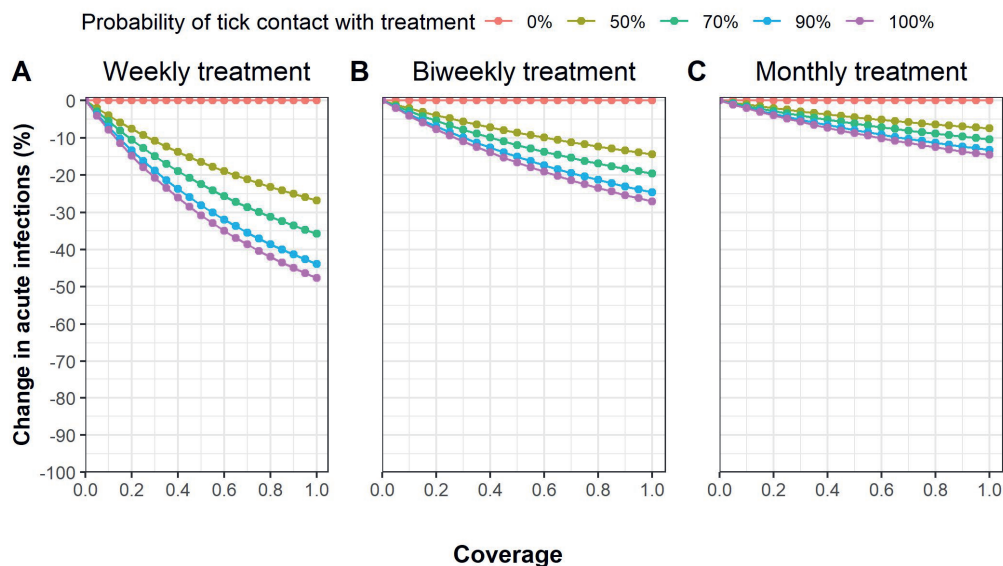 Probability of tick contact with treatment 0% 50% 70% 90% 100%
A Weekly treatment B Biweekly treatment C Monthly treatment
Change in acute infections (%)
0
-10
-20
-30
-40
-50
-60
-70
-80
-90
-100
0.0 0.2 0.4 0.6 0.8 1.0 0.0 0.2 0.4 0.6 0.8 1.0 0.0 0.2 0.4 0.6 0.8 1.0
Coverage